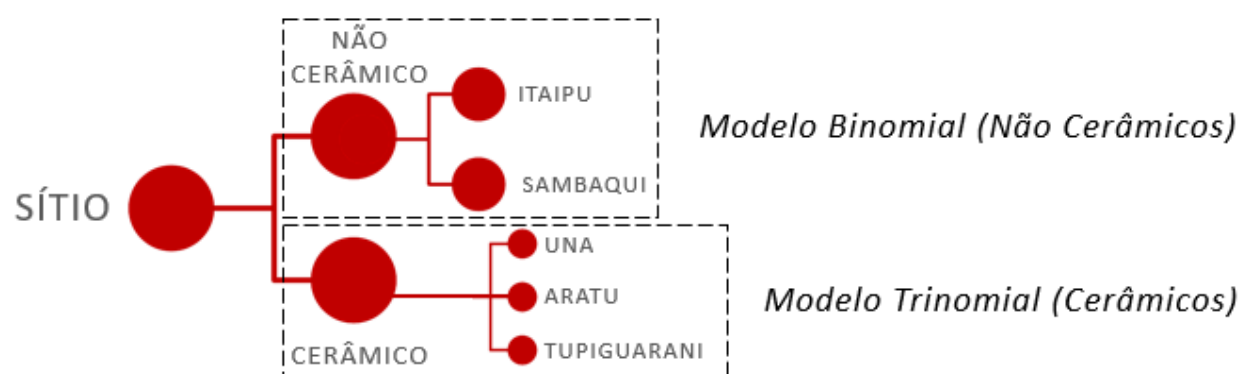 NÃO
CERÂMICO
ITAIPU
Modelo Binomial (Não Cerâmicos)
SAMBAQUI
SÍTIO
UNA
ARATU
Modelo Trinomial (Cerâmicos)
TUPIGUARANI
CERÂMICO